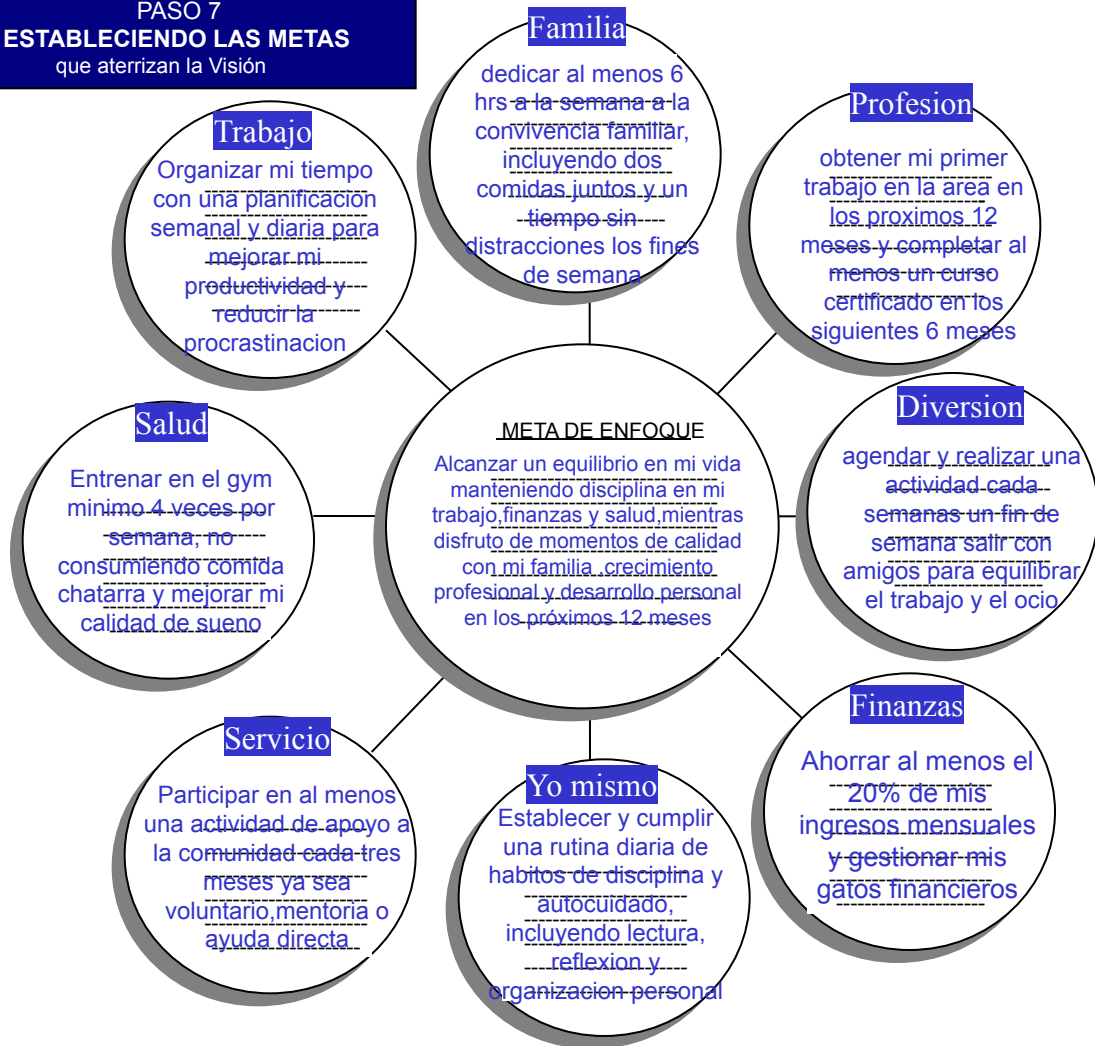 PASO 7
ESTABLECIENDO LAS METAS
que aterrizan la Visión
Familia
dedicar al menos 6
hrs a la semana a la
convivencia familiar,
incluyendo dos
comidas juntos y un
tiempo sin
distracciones los fines
de semana
Profesion
obtener mi primer
trabajo en la area en
los proximos 12
meses y completar al
menos un curso
certificado en los
siguientes 6 meses
Trabajo
Organizar mi tiempo
con una planificacion
semanal y diaria para
mejorar mi
productividad y
reducir la
procrastinacion
Salud
Entrenar en el gym
minimo 4 veces por
semana, no
consumiendo comida
chatarra y mejorar mi
calidad de sueno
META DE ENFOQUE
Alcanzar un equilibrio en mi vida
manteniendo disciplina en mi
trabajo,finanzas y salud,mientras
disfruto de momentos de calidad
con mi familia ,crecimiento
profesional y desarrollo personal
en los próximos 12 meses
Diversion
agendar y realizar una
actividad cada
semanas un fin de
semana salir con
amigos para equilibrar
el trabajo y el ocio
Servicio
Participar en al menos
una actividad de apoyo a
la comunidad cada tres
meses ya sea
voluntario,mentoria o
ayuda directa
Yo mismo
Establecer y cumplir
una rutina diaria de
habitos de disciplina y
autocuidado,
incluyendo lectura,
reflexion y
organizacion personal
Finanzas
Ahorrar al menos el
20% de mis
ingresos mensuales
y gestionar mis
gatos financieros